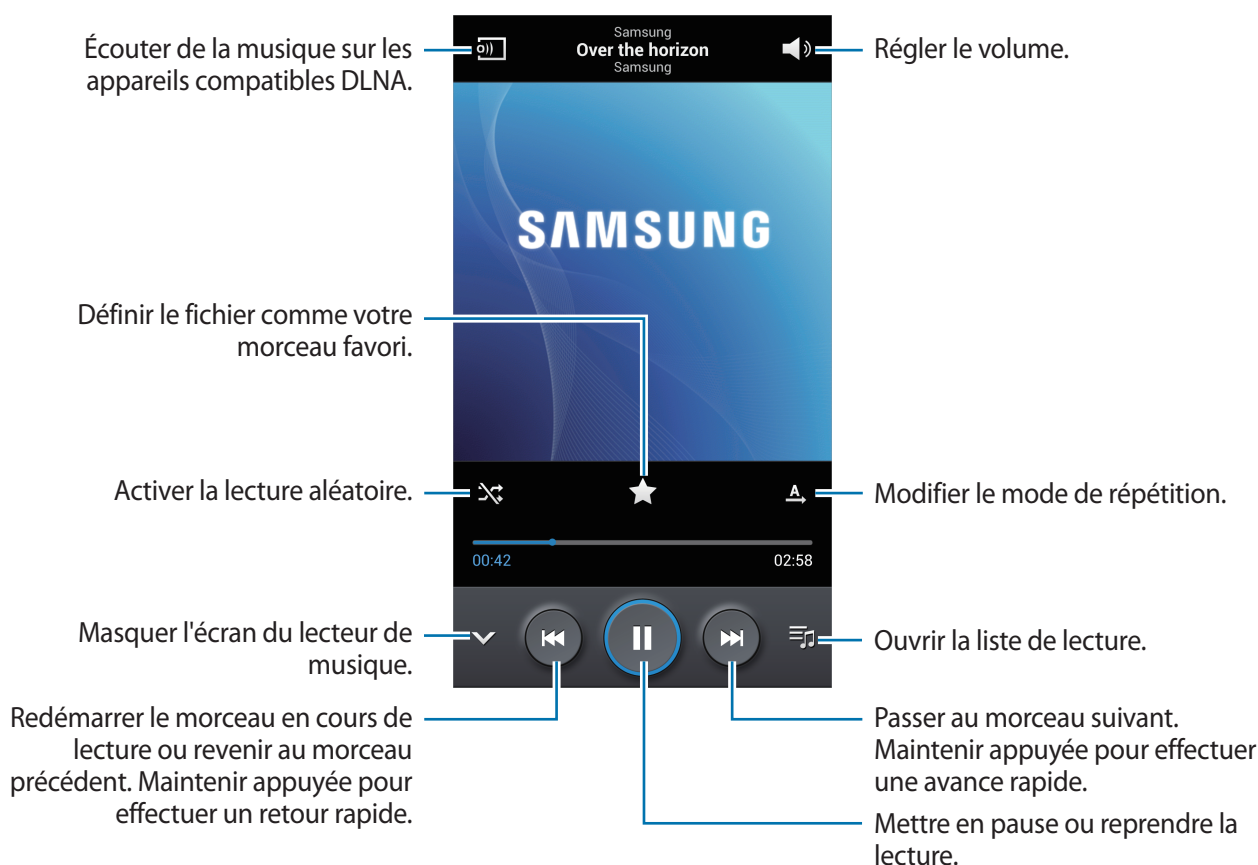 Écouter de la musique sur les
appareils compatibles DLNA.
Samsung
Over the horizon
Samsung
Régler le volume.
SAMSUNG
Définir le fichier comme votre
morceau favori.
Activer la lecture aléatoire.
A
Modifier le mode de répétition.
00:42
02:58
Masquer l'écran du lecteur de
musique.
Ouvrir la liste de lecture.
Redémarrer le morceau en cours de
lecture ou revenir au morceau
précédent. Maintenir appuyée pour
effectuer un retour rapide.
Passer au morceau suivant.
Maintenir appuyée pour effectuer
une avance rapide.
Mettre en pause ou reprendre la
lecture.